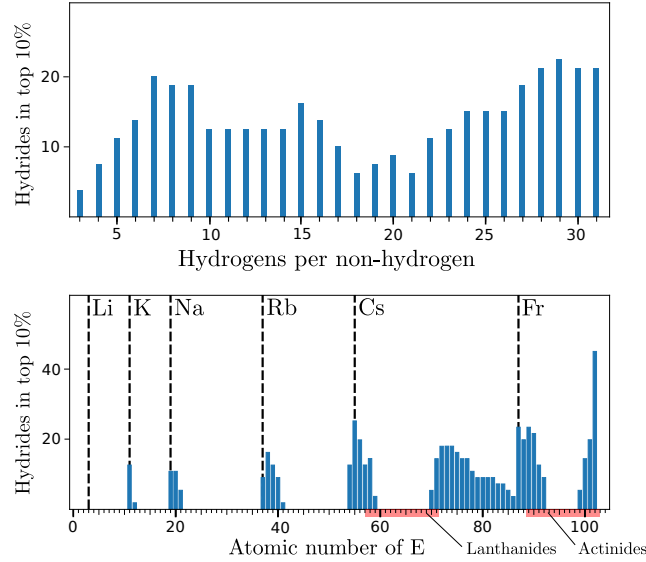 Hydrides in top 10%
20
10
5 10 15 20 25 30
Hydrogens per non-hydrogen
Li K Na Rb Cs Fr
Hydrides in top 10%
40
20
0 20 40 60 80 100
Atomic number of E
Lanthanides
Actinides